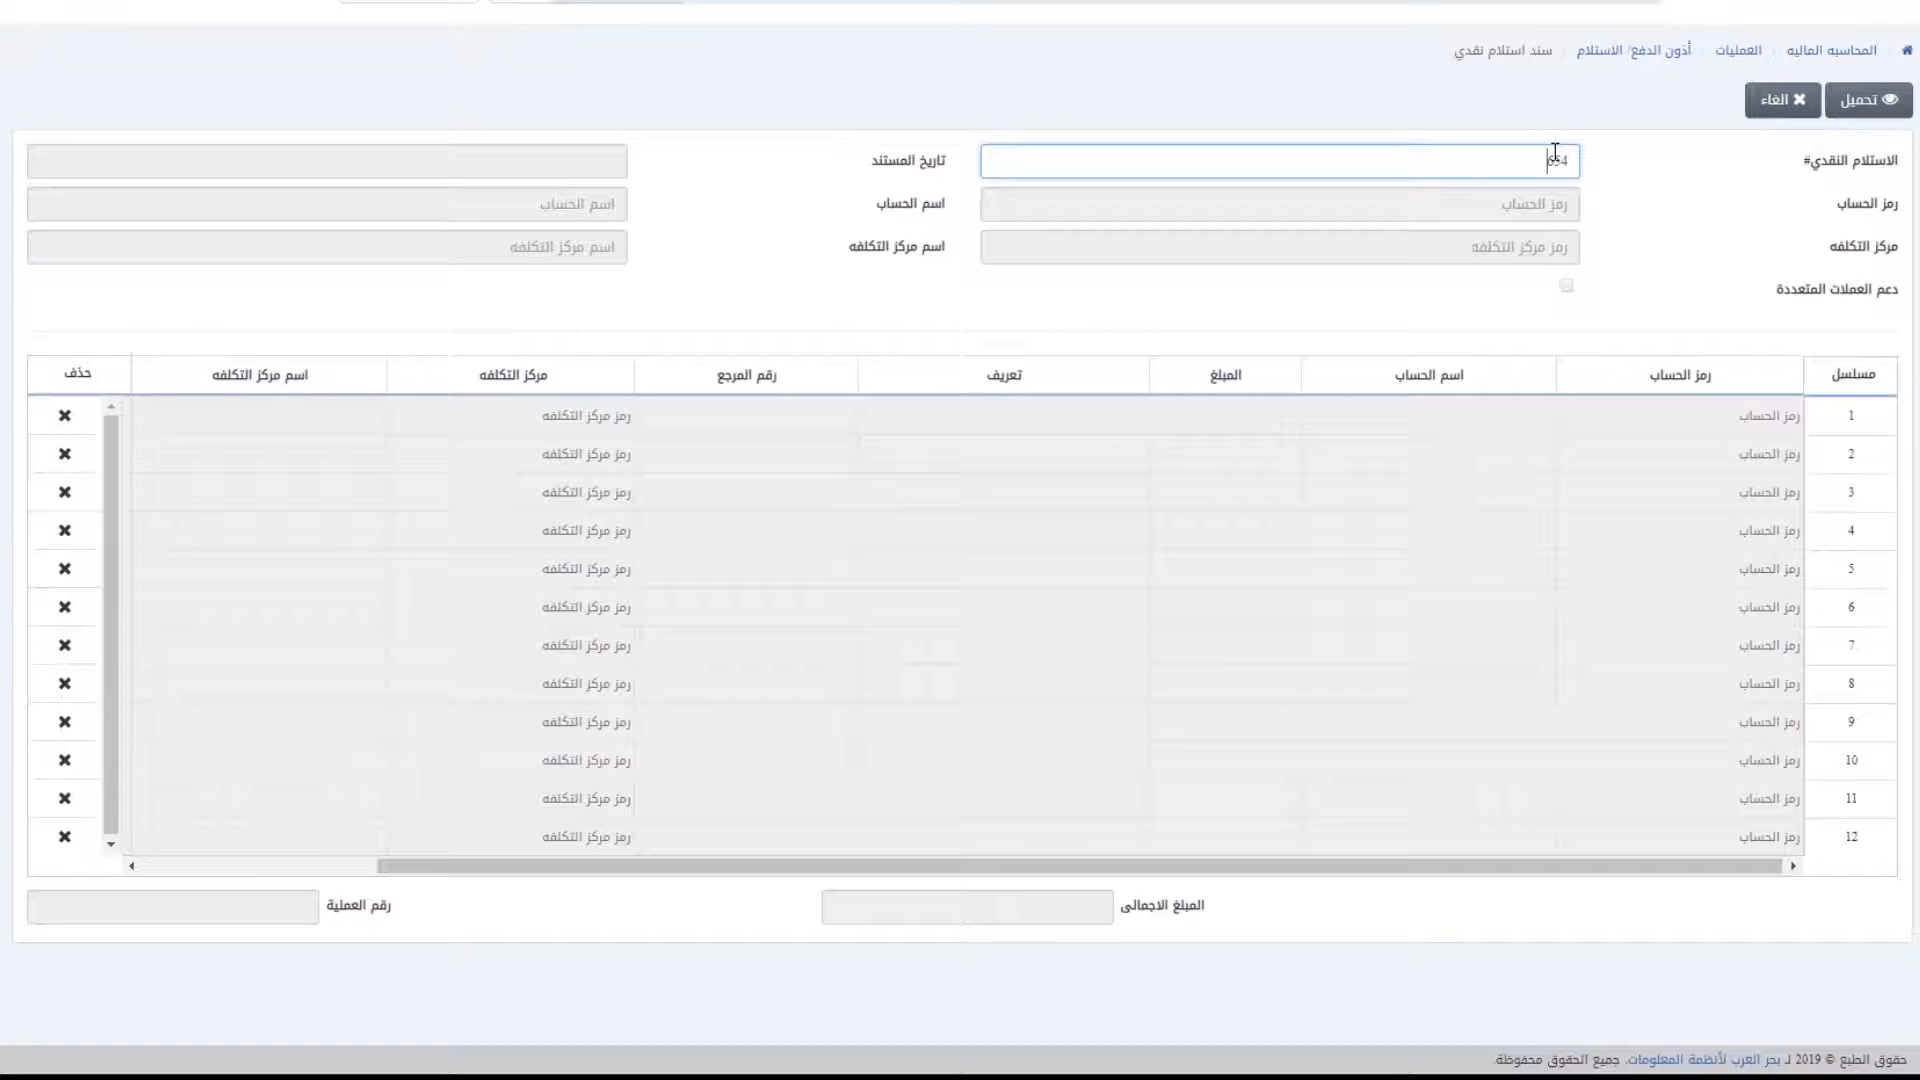 المحاسبه الماليه / العمليات / أذون الدفع/ الاستلام / سند استلام نقدي
تحميل الغاء
الاستلام النقدي# 654 تاريخ المستند
رمز الحساب رمز الحساب اسم الحساب اسم الحساب
مركز التكلفه رمز مركز التكلفه اسم مركز التكلفه اسم مركز التكلفه
دعم العملات المتعددة
مسلسل رمز الحساب اسم الحساب المبلغ تعريف رقم المرجع مركز التكلفه اسم مركز التكلفه حذف
1 رمز الحساب رمز مركز التكلفه
2 رمز الحساب رمز مركز التكلفه
3 رمز الحساب رمز مركز التكلفه
4 رمز الحساب رمز مركز التكلفه
5 رمز الحساب رمز مركز التكلفه
6 رمز الحساب رمز مركز التكلفه
7 رمز الحساب رمز مركز التكلفه
8 رمز الحساب رمز مركز التكلفه
9 رمز الحساب رمز مركز التكلفه
10 رمز الحساب رمز مركز التكلفه
11 رمز الحساب رمز مركز التكلفه
12 رمز الحساب رمز مركز التكلفه
المبلغ الاجمالى رقم العملية
حقوق الطبع © 2019 لـ بحر العرب لأنظمة المعلومات. جميع الحقوق محفوظة.